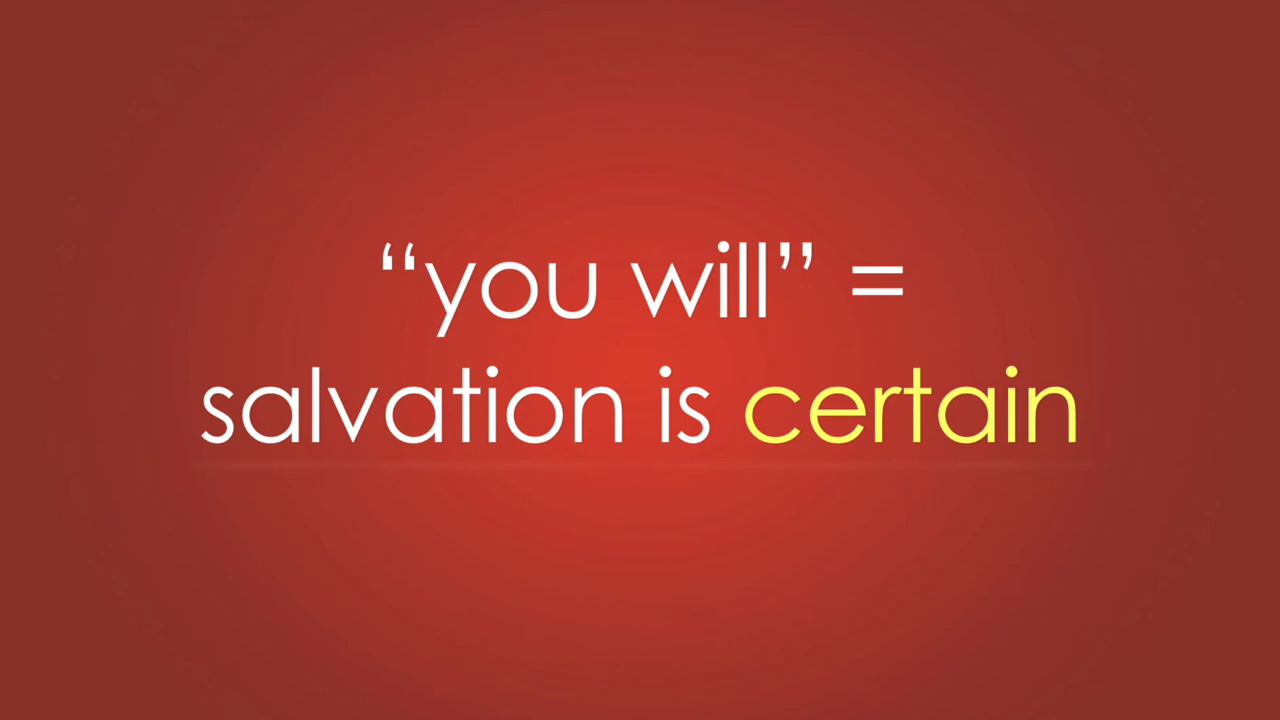 “you will” =
salvation is certain